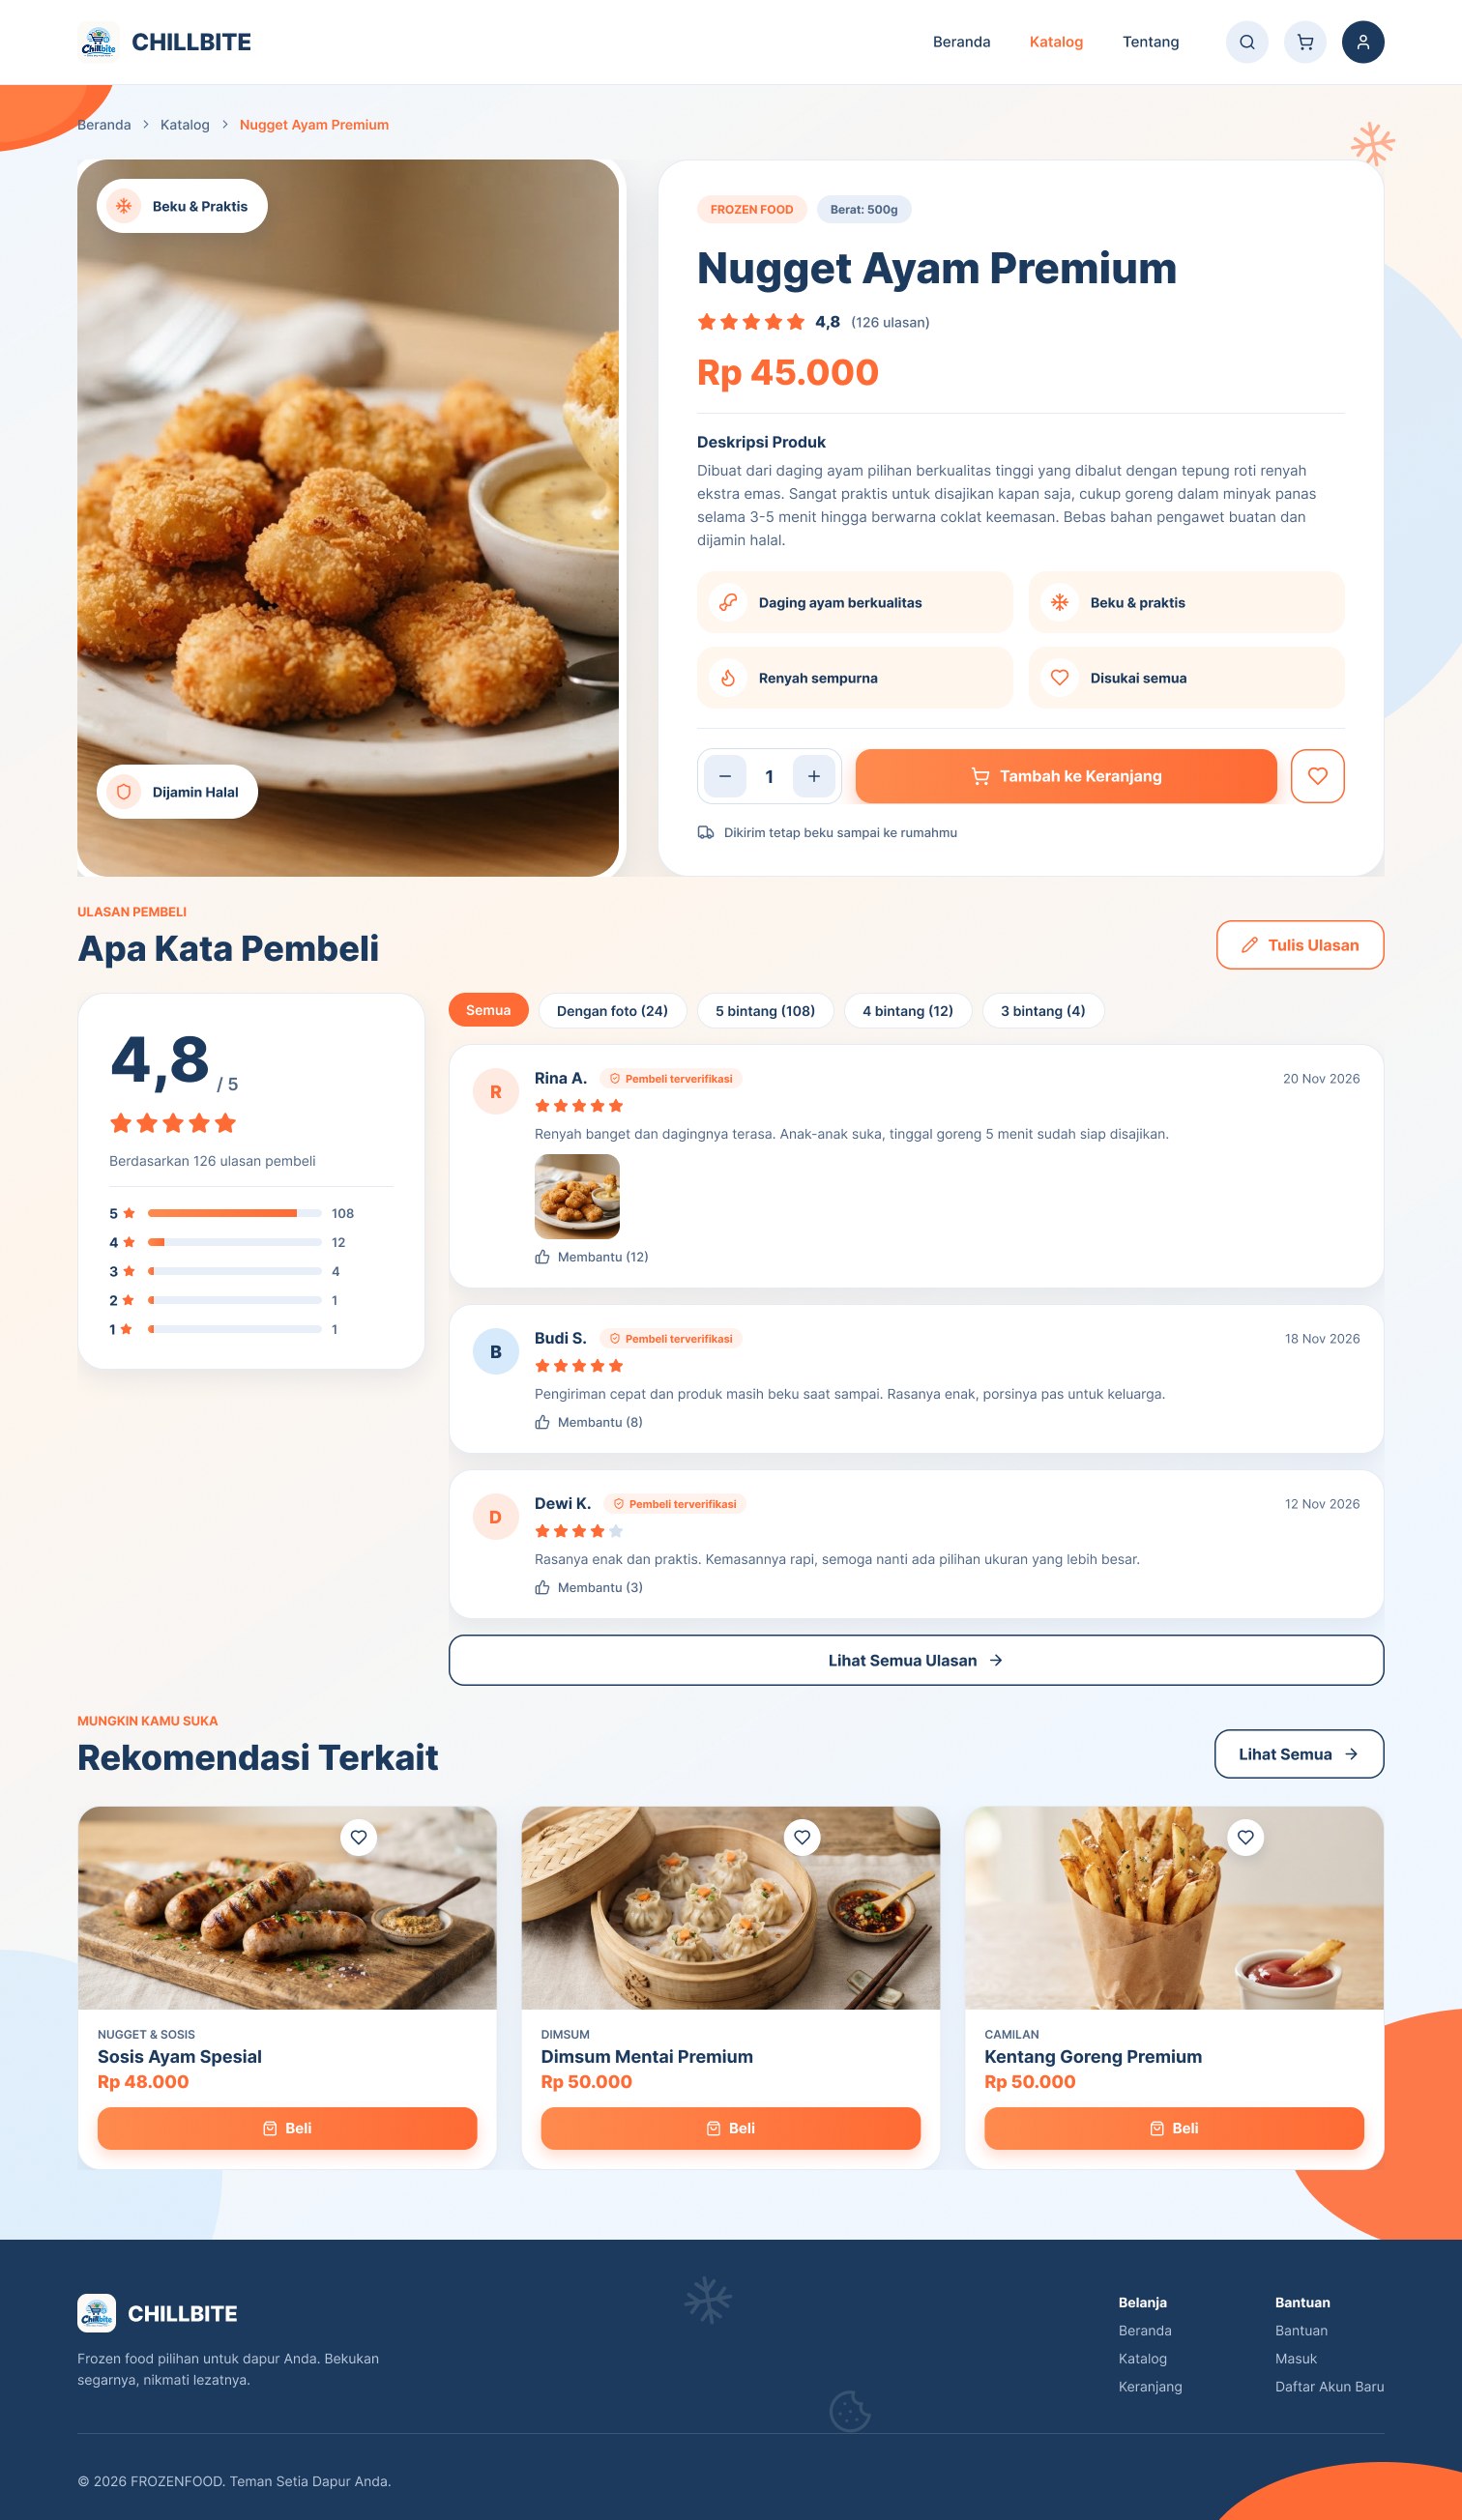 Chillbite
CHILLBITE
Beranda
Katalog
Tentang
Beranda
Katalog
Nugget Ayam Premium
Beku & Praktis
Dijamin Halal
FROZEN FOOD
Berat: 500g
Nugget Ayam Premium
4,8 (126 ulasan)
Rp 45.000
Deskripsi Produk
Dibuat dari daging ayam pilihan berkualitas tinggi yang dibalut dengan tepung roti renyah
ekstra emas. Sangat praktis untuk disajikan kapan saja, cukup goreng dalam minyak panas
selama 3-5 menit hingga berwarna coklat keemasan. Bebas bahan pengawet buatan dan
dijamin halal.
Daging ayam berkualitas
Beku & praktis
Renyah sempurna
Disukai semua
1
Tambah ke Keranjang
Dikirim tetap beku sampai ke rumahmu
ULASAN PEMBELI
Apa Kata Pembeli
Tulis Ulasan
4,8 / 5
Berdasarkan 126 ulasan pembeli
5 108
4 12
3 4
2 1
1 1
Semua
Dengan foto (24)
5 bintang (108)
4 bintang (12)
3 bintang (4)
R
Rina A.
Pembeli terverifikasi
20 Nov 2026
Renyah banget dan dagingnya terasa. Anak-anak suka, tinggal goreng 5 menit sudah siap disajikan.
Membantu (12)
B
Budi S.
Pembeli terverifikasi
18 Nov 2026
Pengiriman cepat dan produk masih beku saat sampai. Rasanya enak, porsinya pas untuk keluarga.
Membantu (8)
D
Dewi K.
Pembeli terverifikasi
12 Nov 2026
Rasanya enak dan praktis. Kemasannya rapi, semoga nanti ada pilihan ukuran yang lebih besar.
Membantu (3)
Lihat Semua Ulasan
MUNGKIN KAMU SUKA
Rekomendasi Terkait
Lihat Semua
NUGGET & SOSIS
Sosis Ayam Spesial
Rp 48.000
Beli
DIMSUM
Dimsum Mentai Premium
Rp 50.000
Beli
CAMILAN
Kentang Goreng Premium
Rp 50.000
Beli
Chillbite
CHILLBITE
Frozen food pilihan untuk dapur Anda. Bekukan
segarnya, nikmati lezatnya.
Belanja
Beranda
Katalog
Keranjang
Bantuan
Bantuan
Masuk
Daftar Akun Baru
© 2026 FROZENFOOD. Teman Setia Dapur Anda.